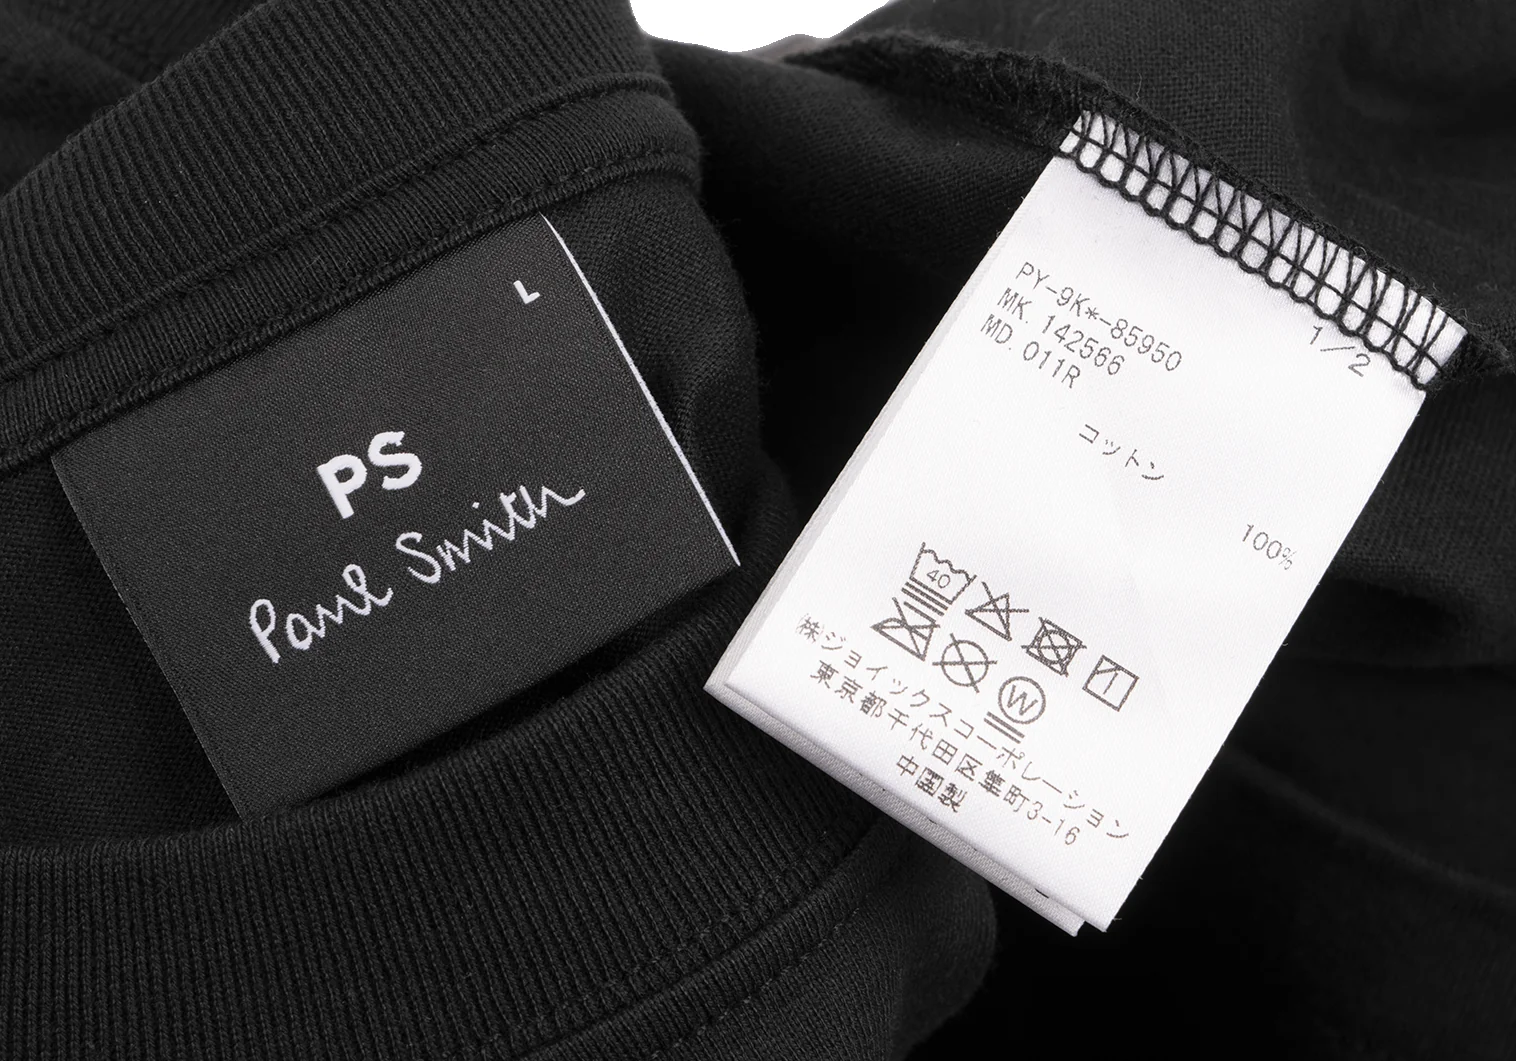 L
PS
Paul Smith
1/2
PY-9K*-85950
MK. 142566
MD. 011R
コットン
100%
40
W
㈱ジョイックスコーポレーション
東京都千代田区隼町3-16
中国製